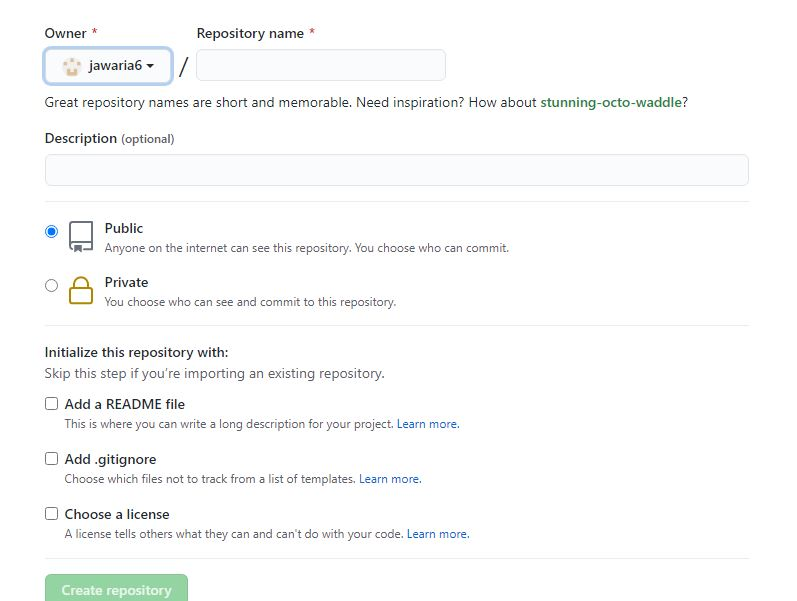 Owner * Repository name *
jawaria6 /
Great repository names are short and memorable. Need inspiration? How about stunning-octo-waddle?
Description (optional)
Public
Anyone on the internet can see this repository. You choose who can commit.
Private
You choose who can see and commit to this repository.
Initialize this repository with:
Skip this step if you're importing an existing repository.
Add a README file
This is where you can write a long description for your project. Learn more.
Add .gitignore
Choose which files not to track from a list of templates. Learn more.
Choose a license
A license tells others what they can and can't do with your code. Learn more.
Create repository